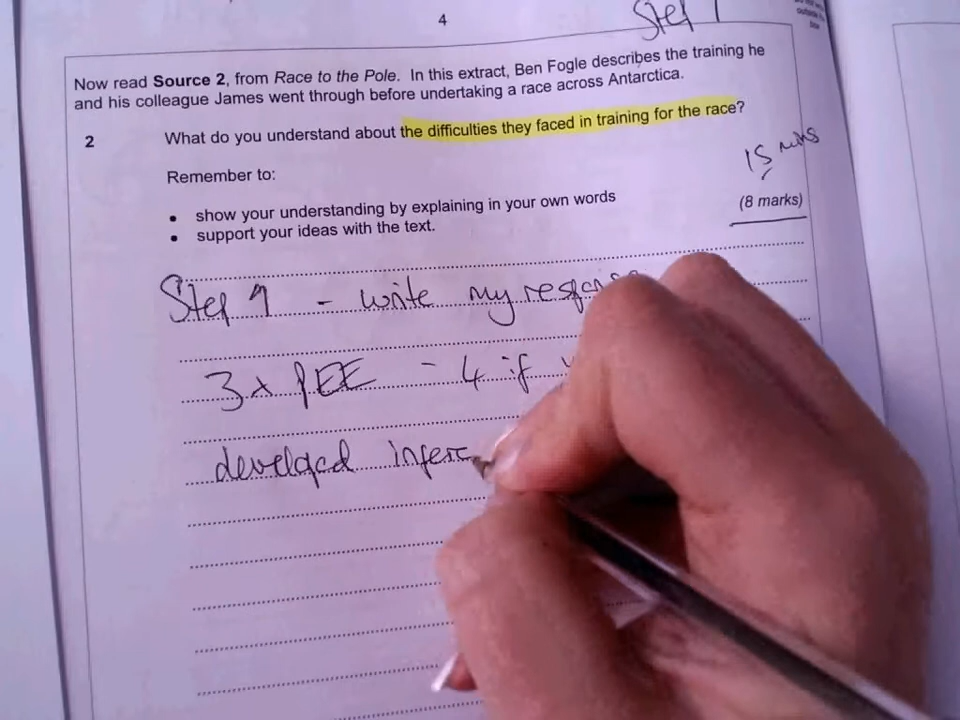 4
Step 1
Now read Source 2, from Race to the Pole. In this extract, Ben Fogle describes the training he
and his colleague James went through before undertaking a race across Antarctica.
2 What do you understand about the difficulties they faced in training for the race?
15 mins
Remember to:
(8 marks)
• show your understanding by explaining in your own words
• support your ideas with the text.
Step 4 - write my respons
3 x PEE - 4 if
developed infere